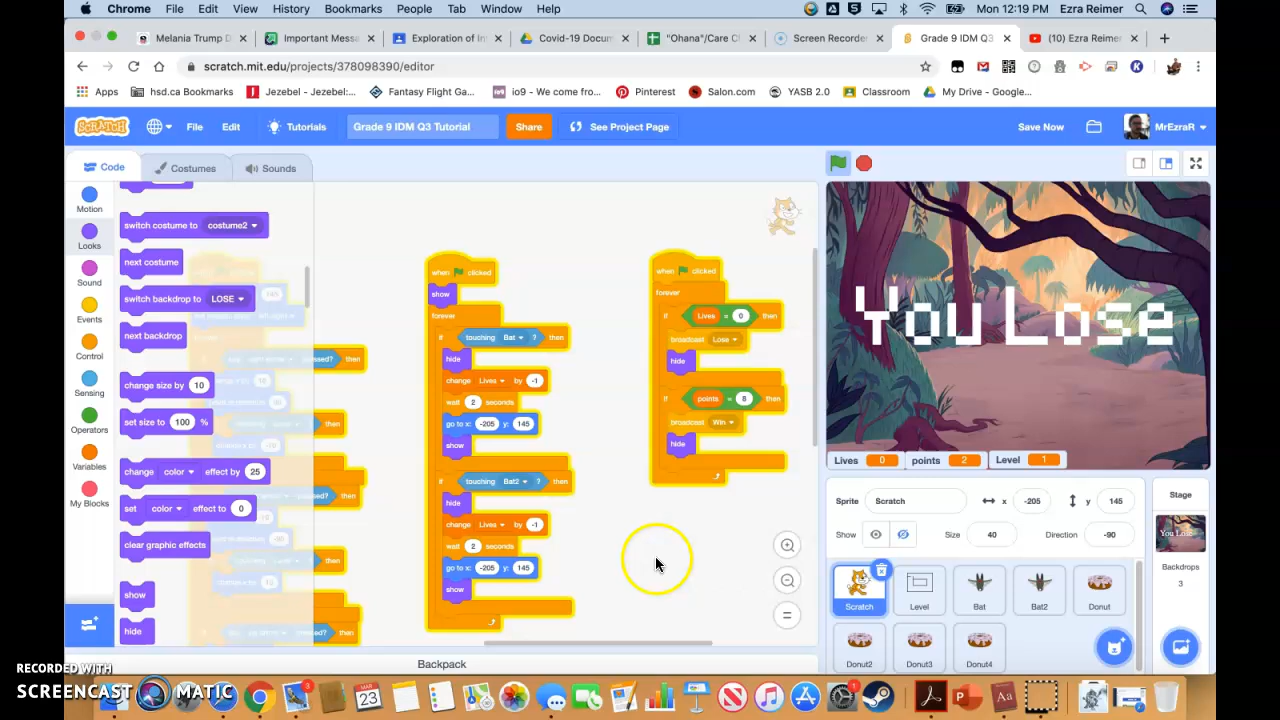 Chrome File Edit View History Bookmarks People Tab Window Help Mon 12:19 PM Ezra Reimer
Melania Trump D Important Messa Exploration of In Covid-19 Docum "Ohana"/Care C Screen Recorde Grade 9 IDM Q3 (10) Ezra Reimer
scratch.mit.edu/projects/378098390/editor
Apps hsd.ca Bookmarks Jezebel - Jezebel:... Fantasy Flight Ga... io9 - We come fro... Pinterest Salon.com YASB 2.0 Classroom My Drive - Google...
SCRATCH File Edit Tutorials Grade 9 IDM Q3 Tutorial Share See Project Page Save Now MrEzraR
Code Costumes Sounds
Motion
Looks
Sound
Events
Control
Sensing
Operators
Variables
My Blocks
switch costume to costume2
next costume
switch backdrop to LOSE
next backdrop
change size by 10
set size to 100 %
change color effect by 25
set color effect to 0
clear graphic effects
show
hide
when clicked
show
forever
if touching Bat ? then
hide
change Lives by -1
wait 2 seconds
go to x: -205 y: 145
show
if touching Bat2 ? then
hide
change Lives by -1
wait 2 seconds
go to x: -205 y: 145
show
when clicked
forever
if Lives = 0 then
broadcast Lose
hide
if points = 8 then
broadcast Win
hide
You Lose
Lives 0 points 2 Level 1
Sprite Scratch x -205 y 145
Show Size 40 Direction -90
Scratch Level Bat Bat2 Donut
Donut2 Donut3 Donut4
Stage
You Lose
Backdrops
3
Backpack
RECORDED WITH
SCREENCAST MATIC